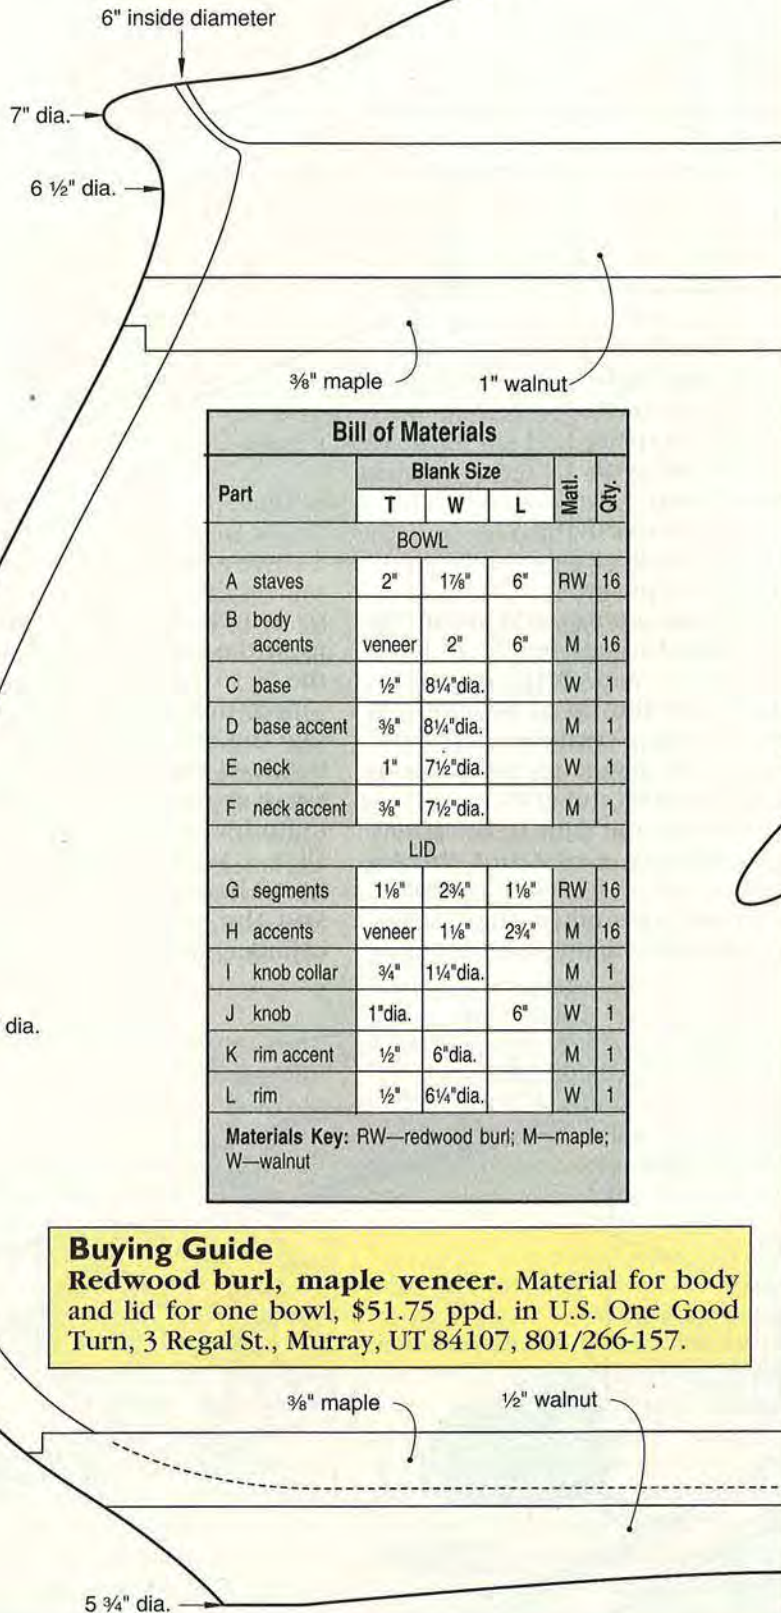 6" inside diameter
7" dia.
6 ½" dia.
⅜" maple
1" walnut
Bill of Materials
Part
Blank Size
Matl.
Qty.
T W L
BOWL
A staves 2" 1⅞" 6" RW 16
B body
accents veneer 2" 6" M 16
C base ½" 8¼"dia. W 1
D base accent ⅜" 8¼"dia. M 1
E neck 1" 7½"dia. W 1
F neck accent ⅜" 7½"dia. M 1
LID
G segments 1⅛" 2¾" 1⅛" RW 16
H accents veneer 1⅛" 2¾" M 16
I knob collar ¾" 1¼"dia. M 1
J knob 1"dia. 6" W 1
K rim accent ½" 6"dia. M 1
L rim ½" 6¼"dia. W 1
Materials Key: RW—redwood burl; M—maple;
W—walnut
dia.
Buying Guide
Redwood burl, maple veneer. Material for body
and lid for one bowl, $51.75 ppd. in U.S. One Good
Turn, 3 Regal St., Murray, UT 84107, 801/266-157.
⅜" maple
½" walnut
5 ¾" dia.